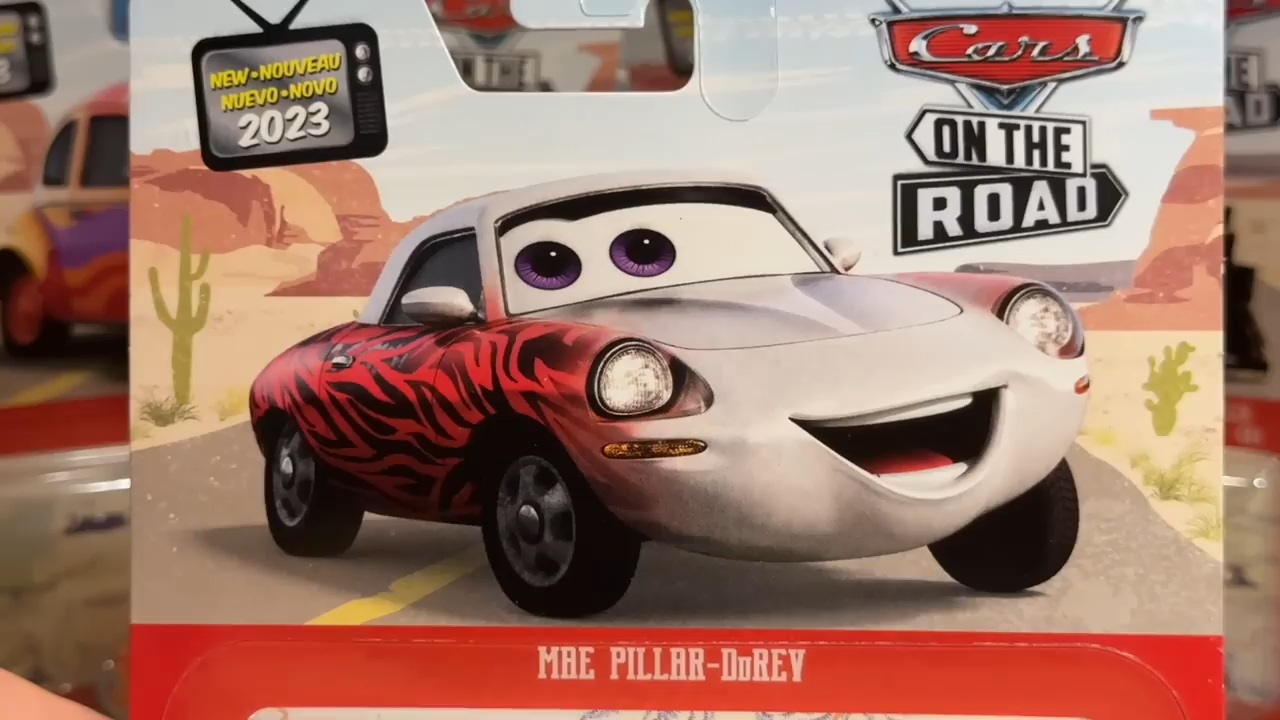 NEW•NOUVEAU
NUEVO•NOVO
2023
Cars
ON THE
ROAD
MAE PILLAR-DuREV